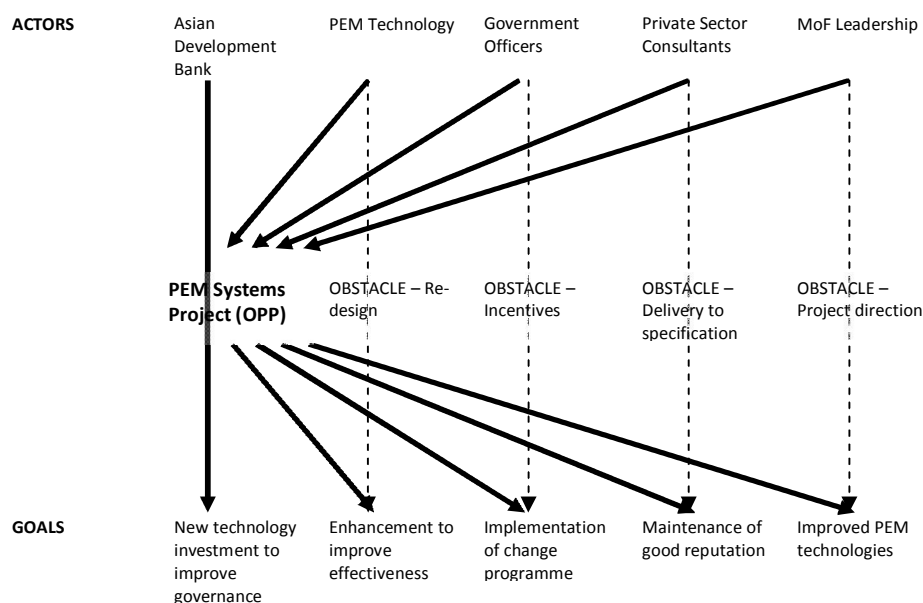 ACTORS
Asian
Development
Bank
PEM Technology
Government
Officers
Private Sector
Consultants
MoF Leadership
PEM Systems
Project (OPP)
OBSTACLE – Re-
design
OBSTACLE –
Incentives
OBSTACLE –
Delivery to
specification
OBSTACLE –
Project direction
GOALS
New technology
investment to
improve
governance
Enhancement to
improve
effectiveness
Implementation
of change
programme
Maintenance of
good reputation
Improved PEM
technologies